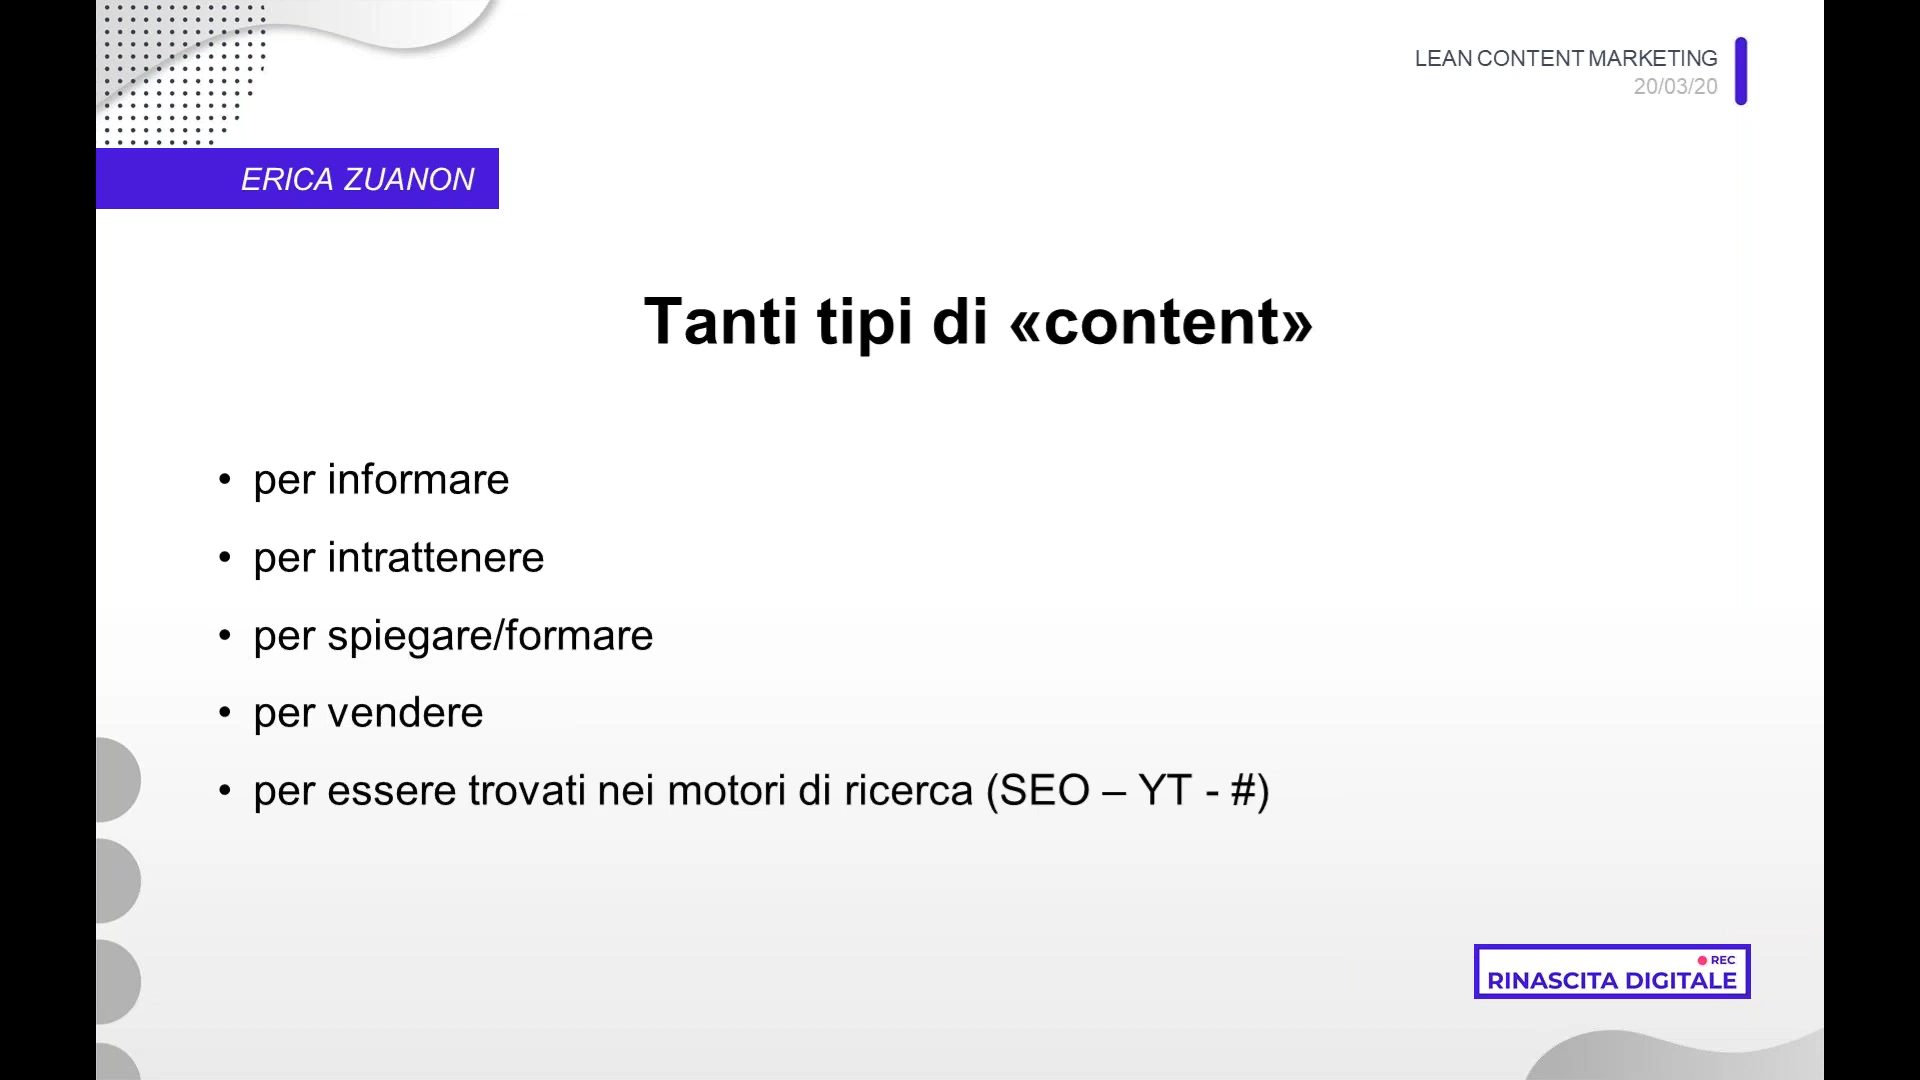 LEAN CONTENT MARKETING
20/03/20
ERICA ZUANON
Tanti tipi di «content»
• per informare
• per intrattenere
• per spiegare/formare
• per vendere
• per essere trovati nei motori di ricerca (SEO – YT - #)
REC
RINASCITA DIGITALE